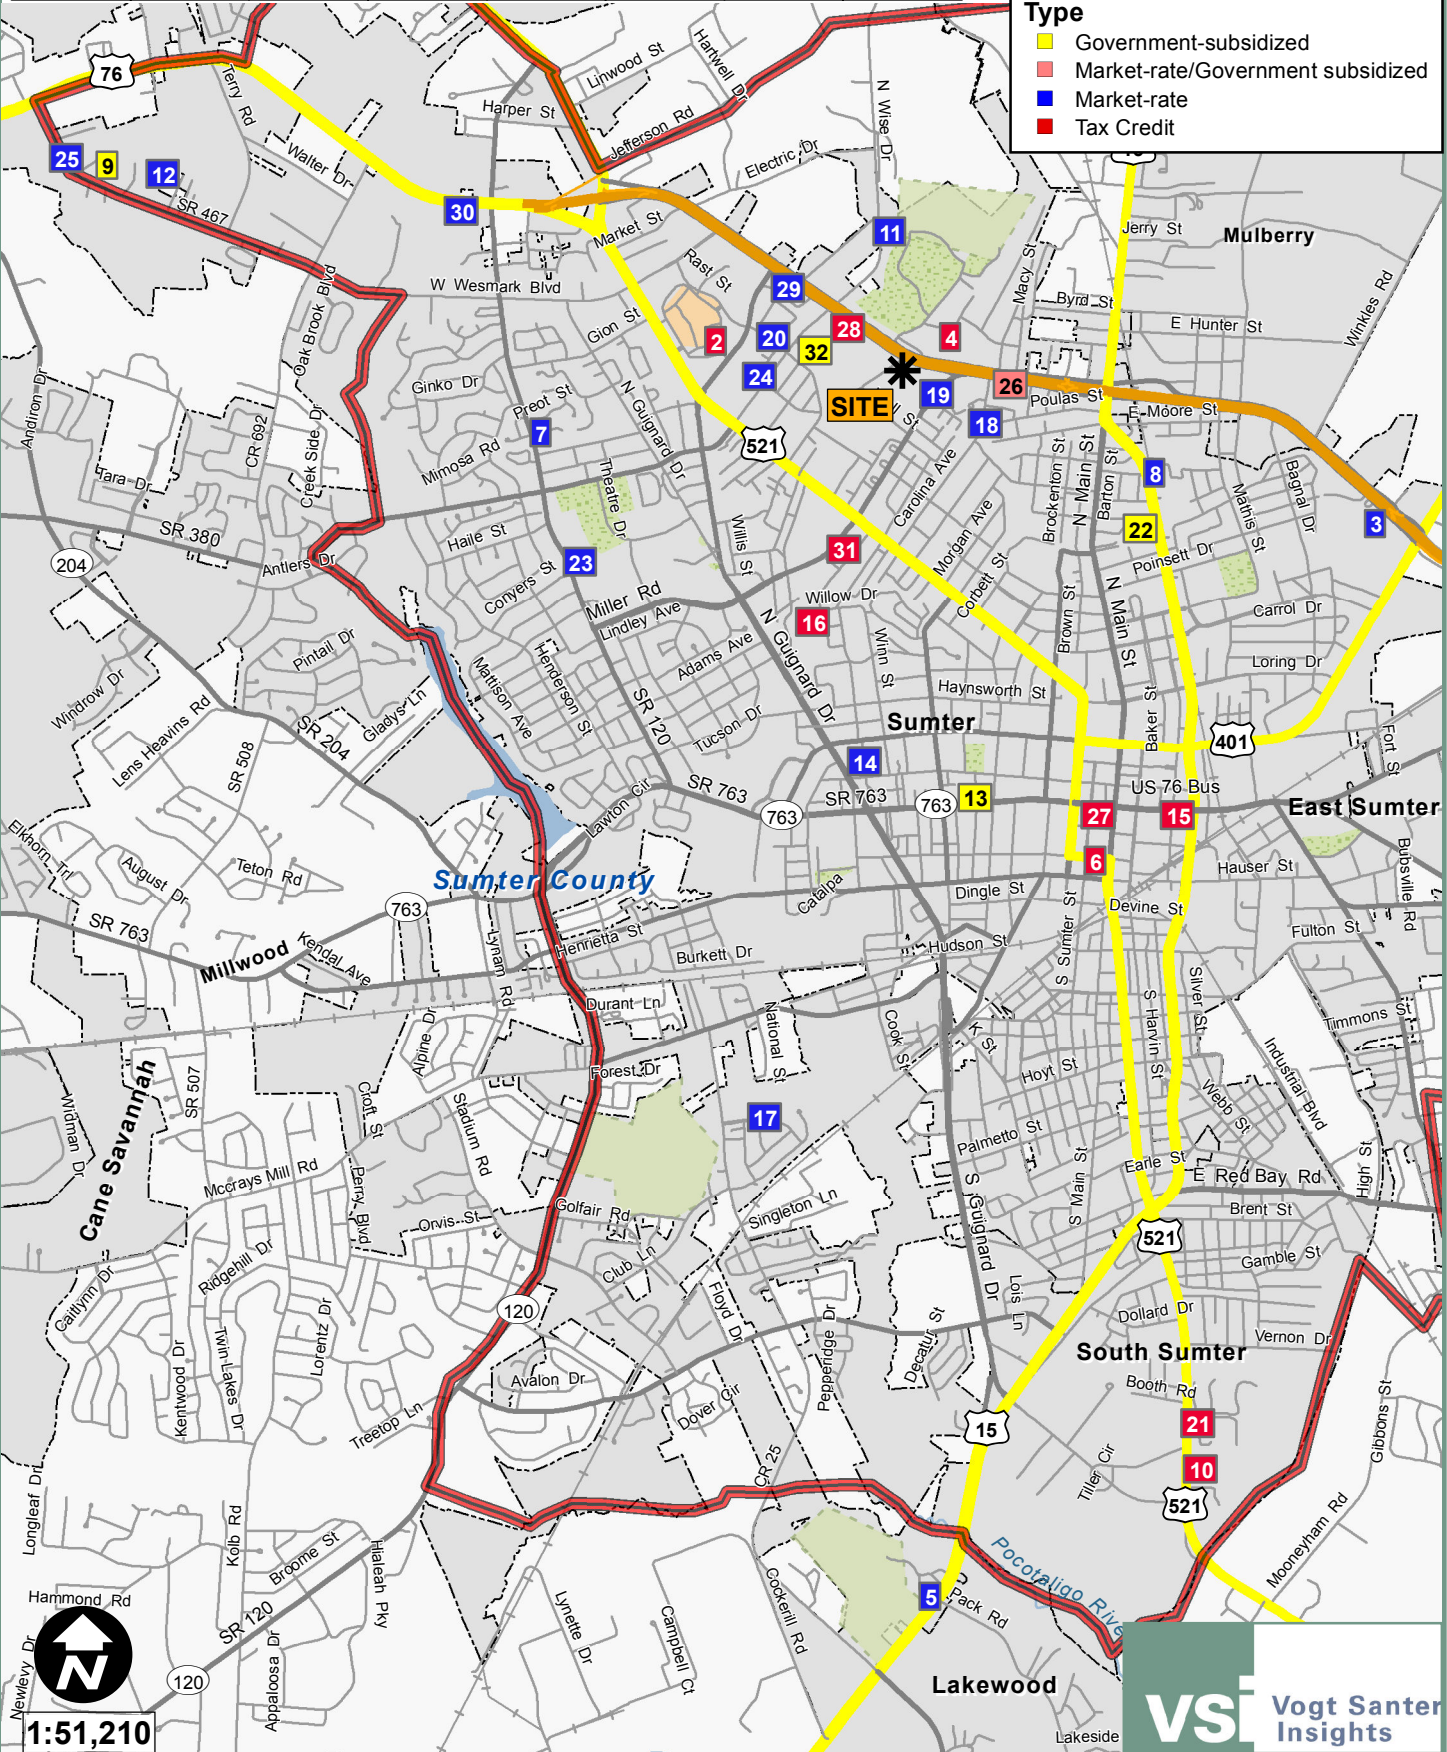 Type
Government-subsidized
Market-rate/Government subsidized
Market-rate
Tax Credit
76
Terry Rd
Linwood St
Hartwell Dr
Harper St
Jefferson Rd
N Wise Dr
Electric Dr
Walter Dr
25
9
12
SR 467
30
Market St
11
Jerry St
Mulberry
W Wesmark Blvd
Rast St
Macy St
29
Byrd St
E Hunter St
Winkles Rd
Oak Brook Blvd
Gion St
2
20
32
28
4
Andiron Dr
Ginko Dr
24
SITE
19
26
Poulas St
E Moore St
Preot St
N Guignard Dr
18
7
521
CR 692
Creek Side Dr
Mimosa Rd
Theatre Dr
Carolina Ave
Brockenton St
N Main St
Barton St
8
Bagnal Dr
Mathis St
Tara Dr
SR 380
Haile St
Willis St
Morgan Ave
22
3
204
Antlers Dr
23
31
Poinsett Dr
Conyers St
Miller Rd
Lindley Ave
Willow Dr
Corbett St
Brown St
N Main St
Carrol Dr
16
Pintail Dr
Adams Ave
N Guignard Dr
Winn St
Loring Dr
Windrow Dr
Mattison Ave
Henderson St
Haynsworth St
Lens Heavins Rd
SR 204
Gladys Ln
SR 120
Tucson Dr
Sumter
Baker St
401
Fort St
SR 508
14
SR 763
SR 763
763
763
13
US 76 Bus
27
15
East Sumter
Elkhorn Trl
August Dr
Teton Rd
Lawton Cir
6
Hauser St
Bubsville Rd
Sumter County
Catalpa
Dingle St
SR 763
763
Devine St
Millwood
Kendal Ave
Lynam Rd
Henrietta St
Burkett Dr
Hudson St
S Sumter St
Fulton St
Durant Ln
National St
Cook St
K St
S Harvin St
Silver St
Timmons St
Alpine Dr
Forest Dr
Hoyt St
Industrial Blvd
Cane Savannah
SR 507
Widman Dr
Croft St
Stadium Rd
17
Webb St
Palmetto St
Mccrays Mill Rd
Perry Blvd
Earle St
E Red Bay Rd
High St
S Main St
Orvis St
Golfair Rd
Singleton Ln
S Guignard Dr
Brent St
521
Ridgehill Dr
Club Ln
Gamble St
Caitlynn Dr
120
Floyd Dr
Lois Ln
Dollard Dr
Kentwood Dr
Twin Lakes Dr
Lorentz Dr
Pepperidge Dr
Decatur St
Vernon Dr
South Sumter
Avalon Dr
Booth Rd
Dover Cir
Gibbons St
Treetop Ln
15
21
CR 25
Tiller Cir
10
Longleaf Dr
521
Kolb Rd
Broome St
Hialeah Pky
Mooneyham Rd
Pocotaligo River
Hammond Rd
Lynette Dr
Cockerill Rd
5
Pack Rd
SR 120
Campbell Ct
N
Newlevy Dr
120
Appaloosa Dr
Lakewood
vsi
Vogt Santer
Insights
1:51,210
Lakeside